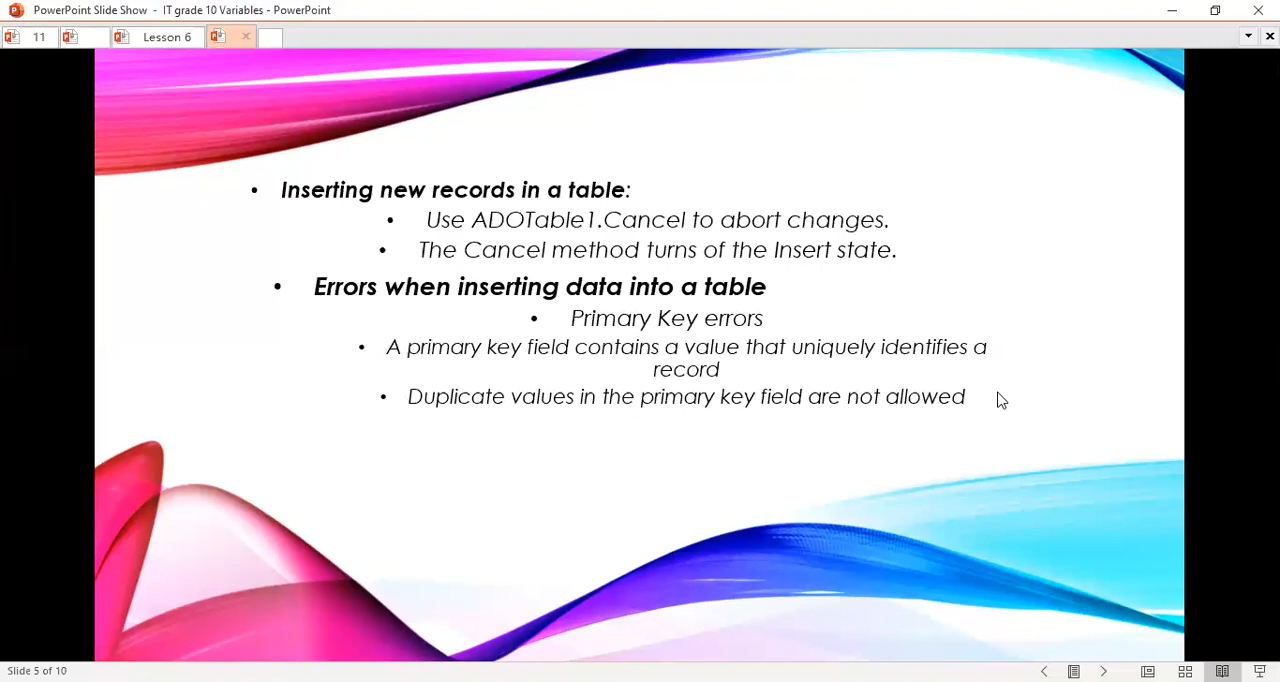 PowerPoint Slide Show - IT grade 10 Variables - PowerPoint
11
Lesson 6
• Inserting new records in a table:
• Use ADOTable1.Cancel to abort changes.
• The Cancel method turns of the Insert state.
• Errors when inserting data into a table
• Primary Key errors
• A primary key field contains a value that uniquely identifies a
record
• Duplicate values in the primary key field are not allowed
Slide 5 of 10